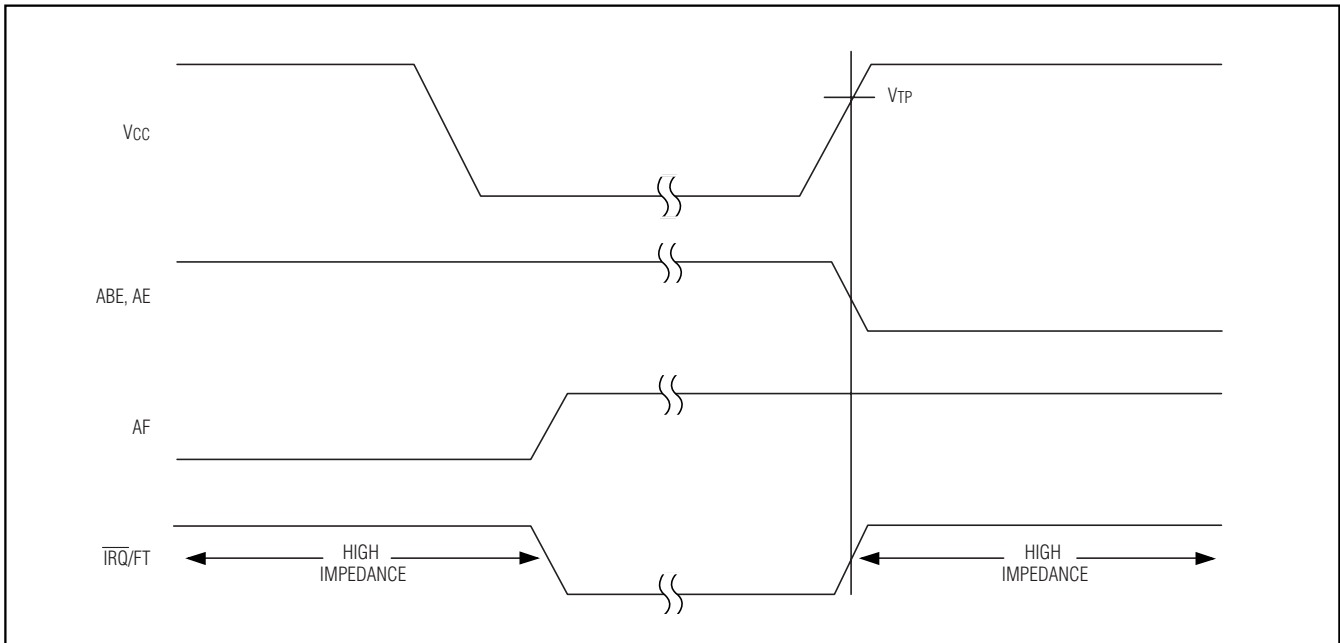 VCC
VTP
ABE, AE
AF
IRQ/FT
HIGH
IMPEDANCE
HIGH
IMPEDANCE